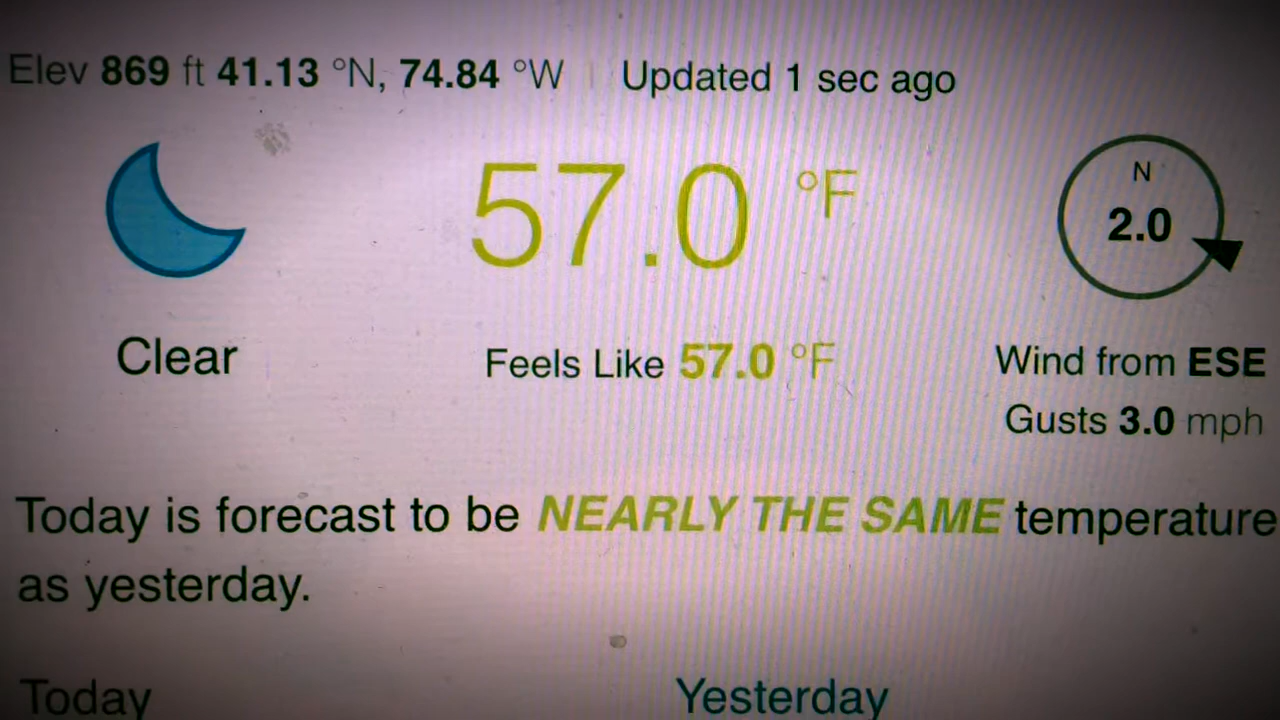 Elev 869 ft 41.13 °N, 74.84 °W | Updated 1 sec ago
N
2.0
57.0 °F
Clear
Feels Like 57.0 °F
Wind from ESE
Gusts 3.0 mph
Today is forecast to be NEARLY THE SAME temperature
as yesterday.
Today
Yesterday